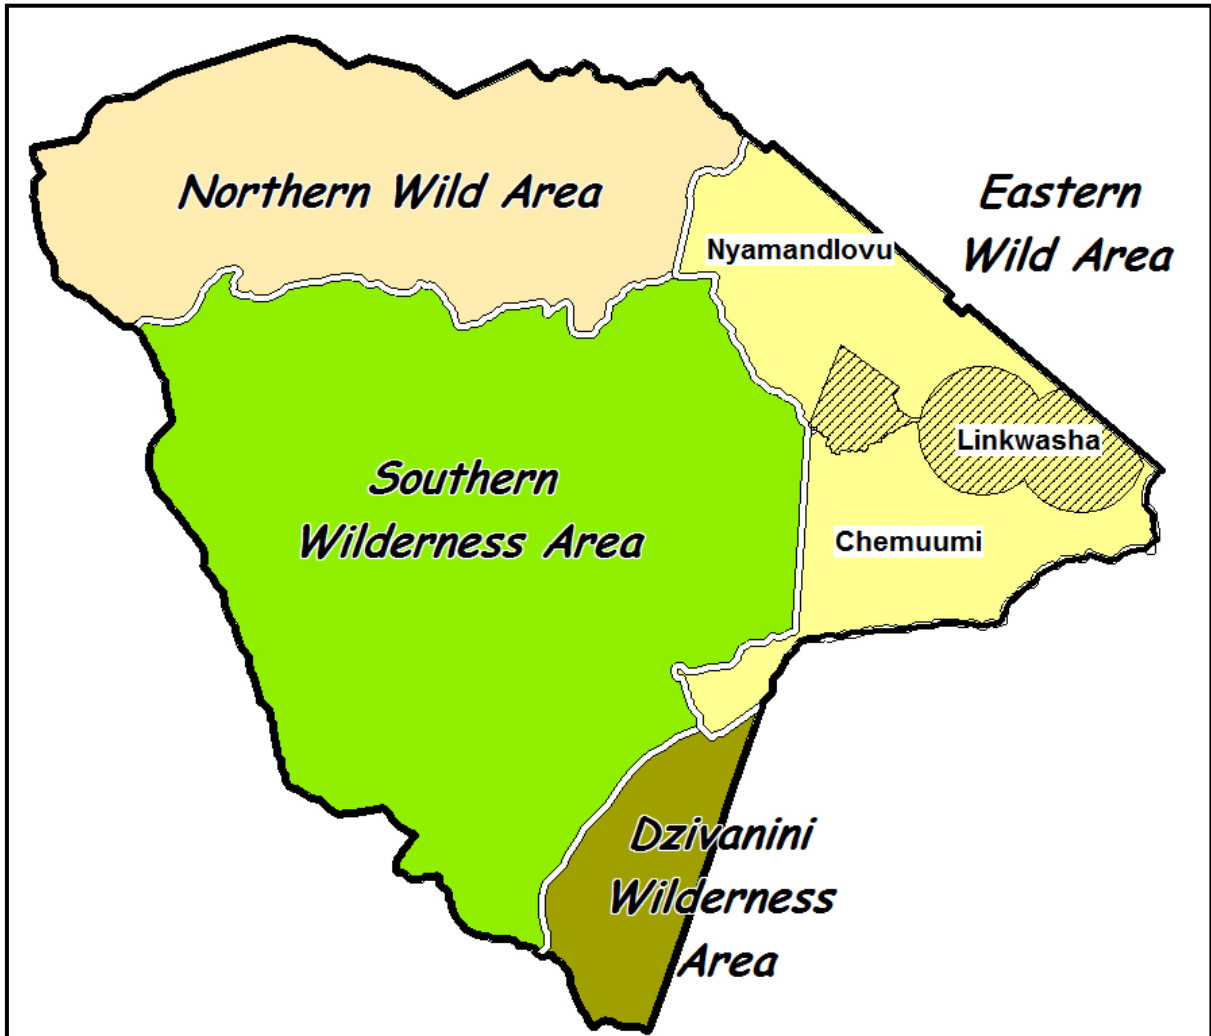 Northern Wild Area
Eastern
Wild Area
Nyamandlovu
Linkwasha
Southern
Wilderness Area
Chemuumi
Dzivanini
Wilderness
Area